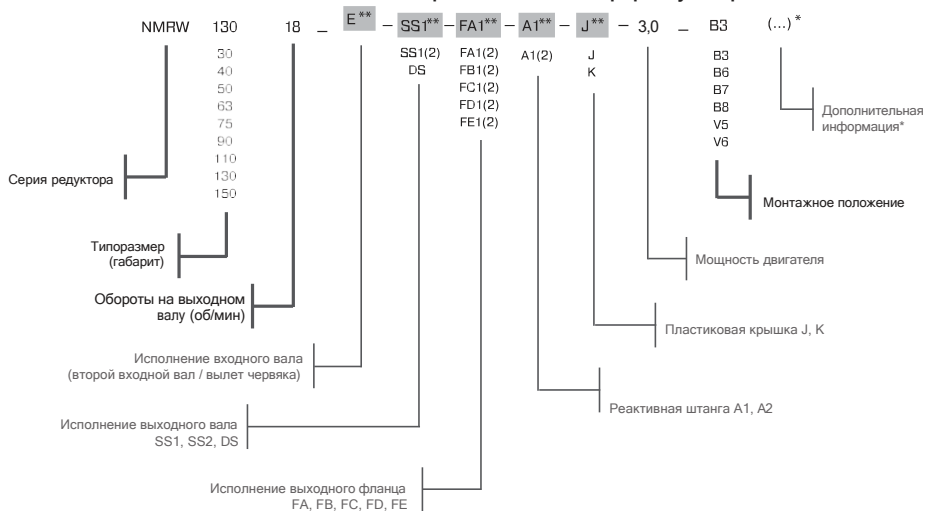 NMRW 130 18 _ E** – SS1** – FA1** – A1** – J** – 3,0 _ B3 (...)*
30
40
50
63
75
90
110
130
150
SS1(2)
DS
FA1(2)
FB1(2)
FC1(2)
FD1(2)
FE1(2)
A1(2)
J
K
B3
B6
B7
B8
V5
V6
Дополнительная
информация*
Серия редуктора
Монтажное положение
Типоразмер
(габарит)
Мощность двигателя
Обороты на выходном
валу (об/мин)
Пластиковая крышка J, K
Исполнение входного вала
(второй входной вал / вылет червяка)
Реактивная штанга A1, A2
Исполнение выходного вала
SS1, SS2, DS
Исполнение выходного фланца
FA, FB, FC, FD, FE